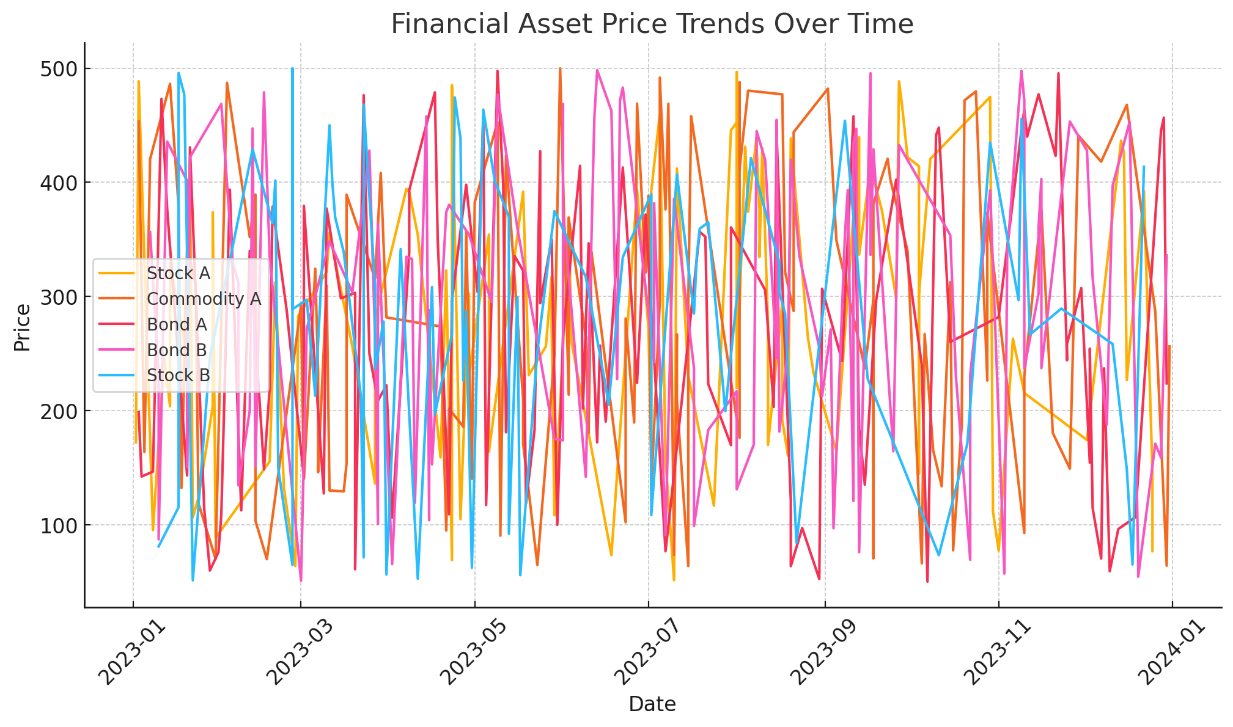 Financial Asset Price Trends Over Time
500
400
300
200
100
Price
Stock A
Commodity A
Bond A
Bond B
Stock B
2023-01
2023-03
2023-05
2023-07
2023-09
2023-11
2024-01
Date